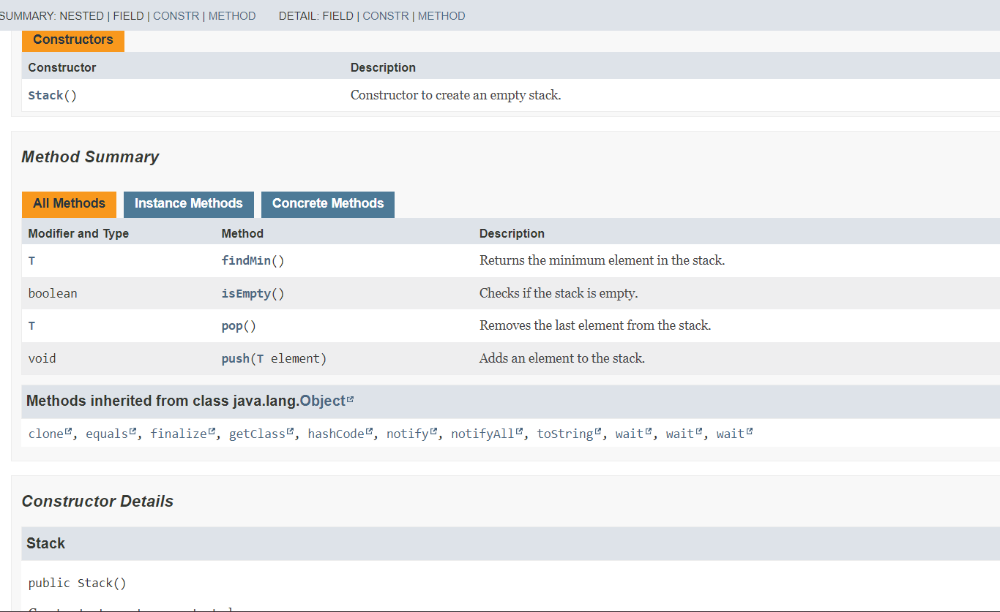 SUMMARY: NESTED | FIELD | CONSTR | METHOD DETAIL: FIELD | CONSTR | METHOD
Constructors
Constructor Description
Stack() Constructor to create an empty stack.
Method Summary
All Methods Instance Methods Concrete Methods
Modifier and Type Method Description
T findMin() Returns the minimum element in the stack.
boolean isEmpty() Checks if the stack is empty.
T pop() Removes the last element from the stack.
void push(T element) Adds an element to the stack.
Methods inherited from class java.lang.Object
clone, equals, finalize, getClass, hashCode, notify, notifyAll, toString, wait, wait, wait
Constructor Details
Stack
public Stack()